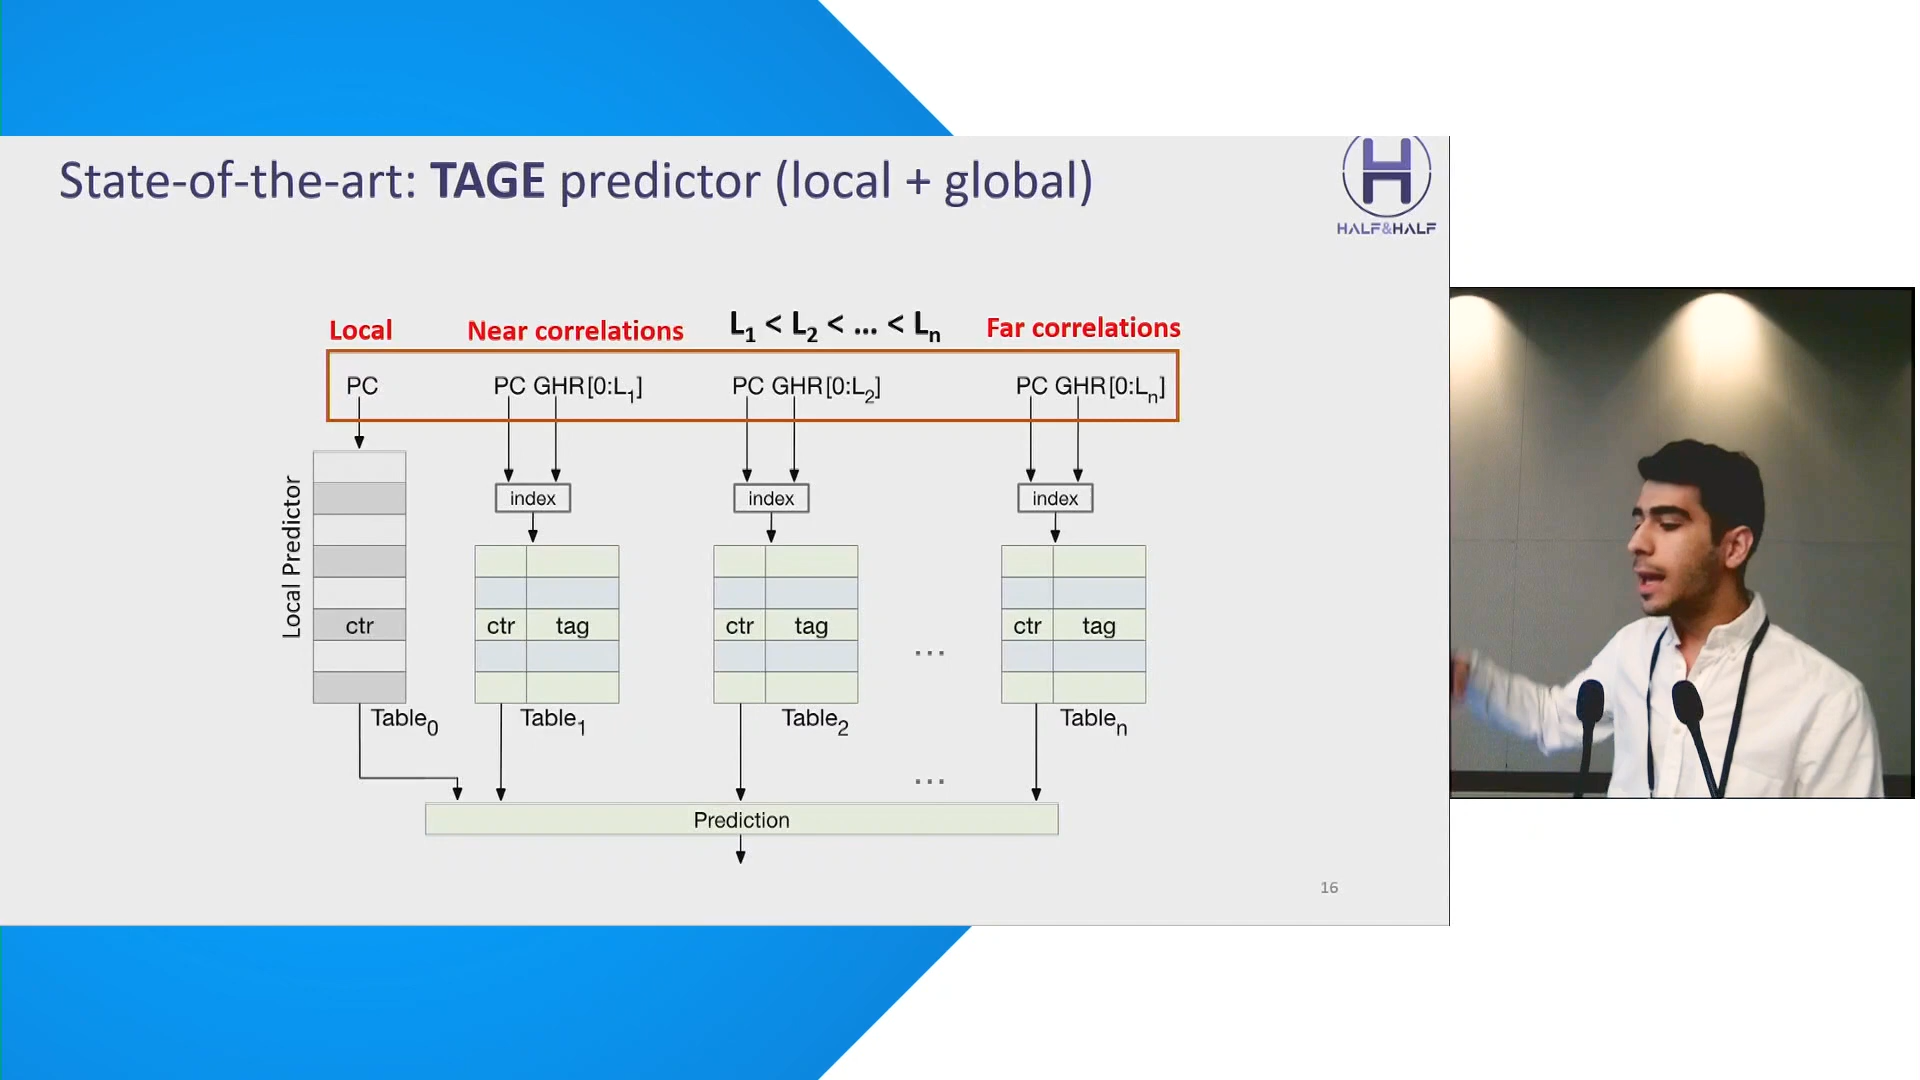 State-of-the-art: TAGE predictor (local + global)
HALF&HALF
Local
Near correlations
L1 < L2 < ... < Ln
Far correlations
PC
PC GHR[0:L1]
PC GHR[0:L2]
PC GHR[0:Ln]
index
index
index
Local Predictor
ctr
ctr tag
ctr tag
...
ctr tag
Table0
Table1
Table2
Tablen
...
Prediction
16